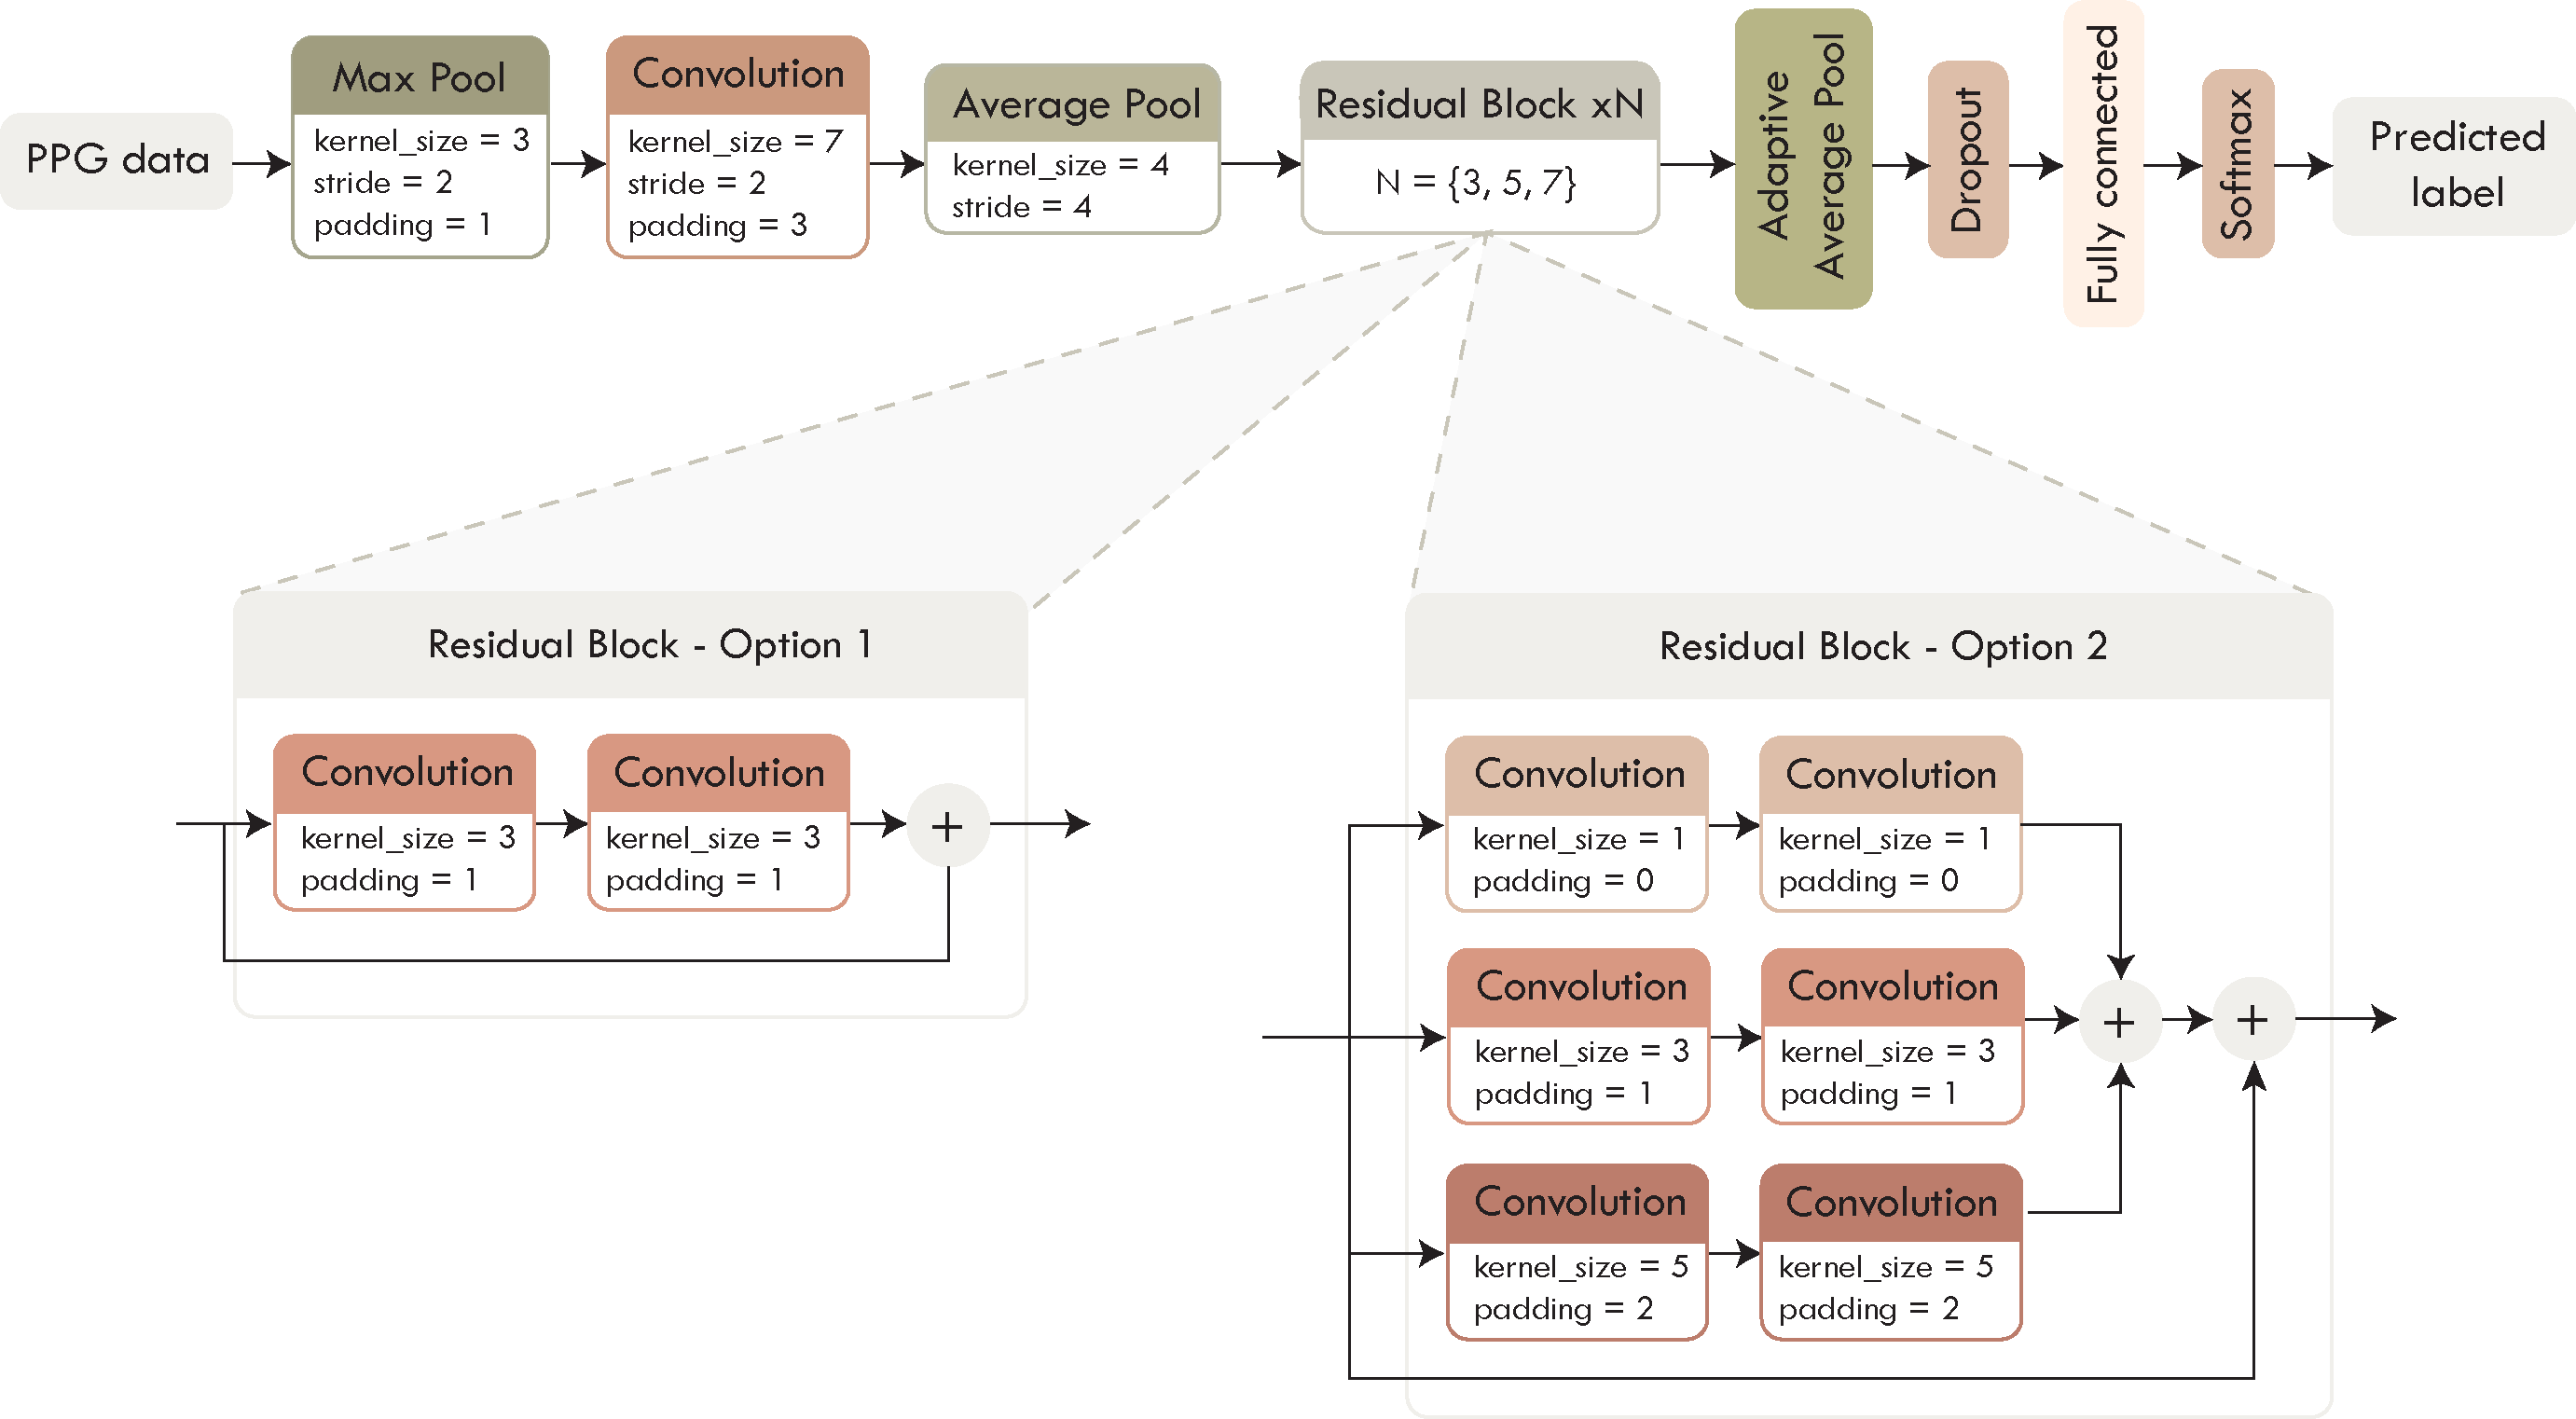 PPG data
Max Pool
kernel_size = 3
stride = 2
padding = 1
Convolution
kernel_size = 7
stride = 2
padding = 3
Average Pool
kernel_size = 4
stride = 4
Residual Block xN
N = {3, 5, 7}
Adaptive
Average Pool
Dropout
Fully connected
Softmax
Predicted
label
Residual Block - Option 1
Convolution
kernel_size = 3
padding = 1
Convolution
kernel_size = 3
padding = 1
+
Residual Block - Option 2
Convolution
kernel_size = 1
padding = 0
Convolution
kernel_size = 1
padding = 0
Convolution
kernel_size = 3
padding = 1
Convolution
kernel_size = 3
padding = 1
+
+
Convolution
kernel_size = 5
padding = 2
Convolution
kernel_size = 5
padding = 2